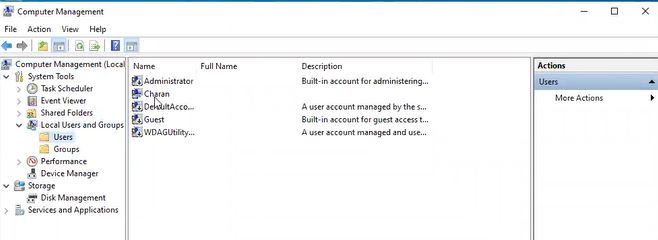 Computer Management
File Action View Help
Computer Management (Local
System Tools
Task Scheduler
Event Viewer
Shared Folders
Local Users and Groups
Users
Groups
Performance
Device Manager
Storage
Disk Management
Services and Applications
Name Full Name Description
Administrator Built-in account for administering...
Charan
DefaultAcco... A user account managed by the s...
Guest Built-in account for guest access t...
WDAGUtility... A user account managed and use...
Actions
Users
More Actions